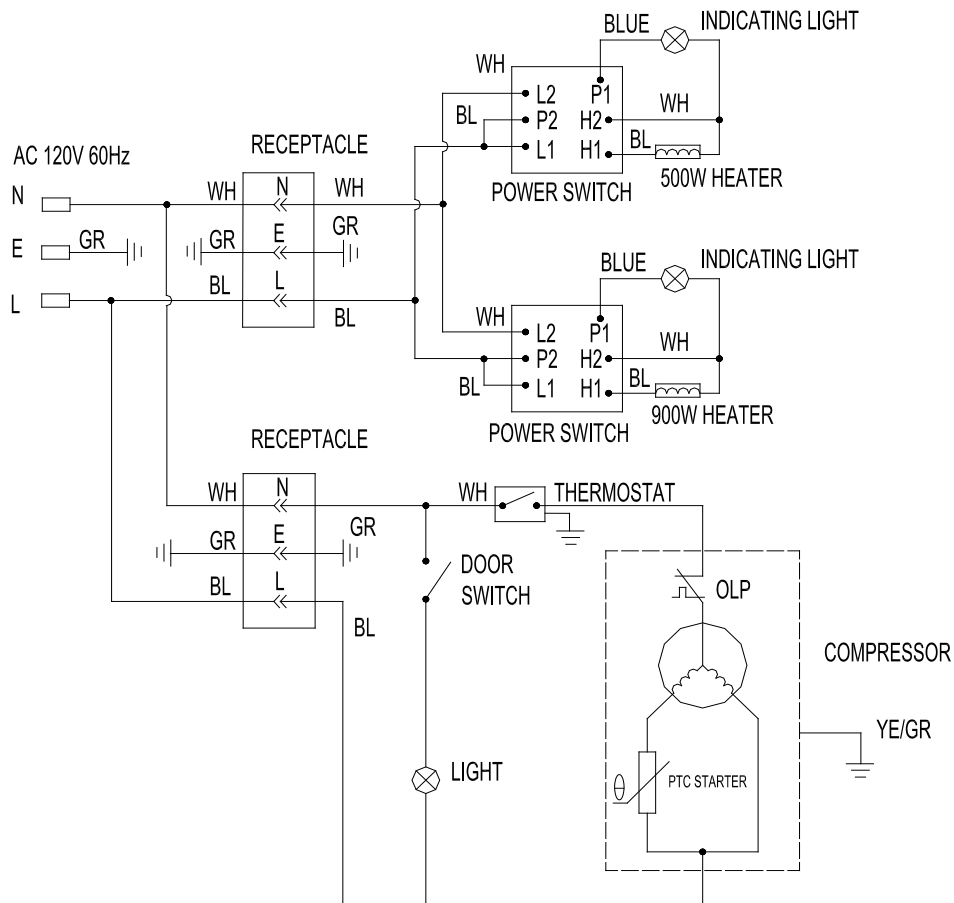 BLUE
INDICATING LIGHT
WH
L2
P1
BL
P2
H2
WH
L1
H1
BL
POWER SWITCH
500W HEATER
AC 120V 60Hz
RECEPTACLE
N
WH
N
WH
E
GR
GR
E
GR
L
BL
L
BL
BLUE
INDICATING LIGHT
WH
L2
P1
P2
H2
WH
BL
L1
H1
BL
POWER SWITCH
900W HEATER
RECEPTACLE
WH
N
WH
THERMOSTAT
GR
E
GR
BL
L
BL
DOOR
SWITCH
OLP
COMPRESSOR
YE/GR
LIGHT
θ
PTC STARTER